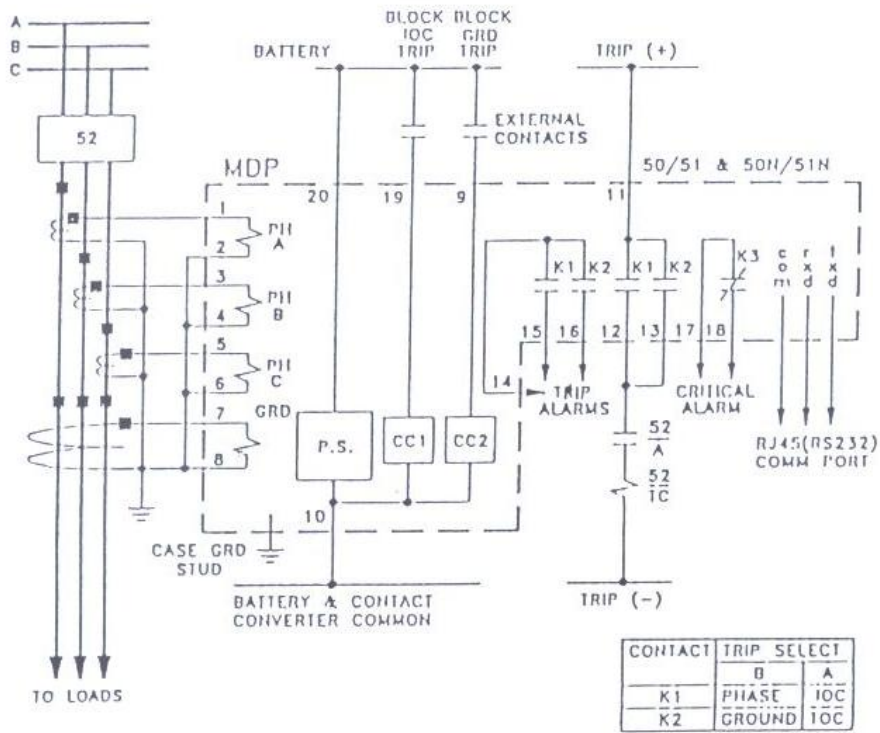 A
B
C
52
BATTERY
BLOCK
IOC
TRIP
BLOCK
GRD
TRIP
TRIP (+)
EXTERNAL
CONTACTS
MDP
50/51 & 50N/51N
20
19
9
11
1
2
PH
A
3
4
PH
B
5
6
PH
C
7
8
GRD
K1
K2
K1
K2
K3
com
rxd
txd
15
16
12
13
17
18
14
TRIP
ALARMS
CRITICAL
ALARM
RJ45(RS232)
COMM PORT
P.S.
CC1
CC2
52
A
52
TC
10
CASE GRD
STUD
BATTERY & CONTACT
CONVERTER COMMON
TRIP (-)
TO LOADS
CONTACT TRIP SELECT
B A
K1 PHASE IOC
K2 GROUND TOC